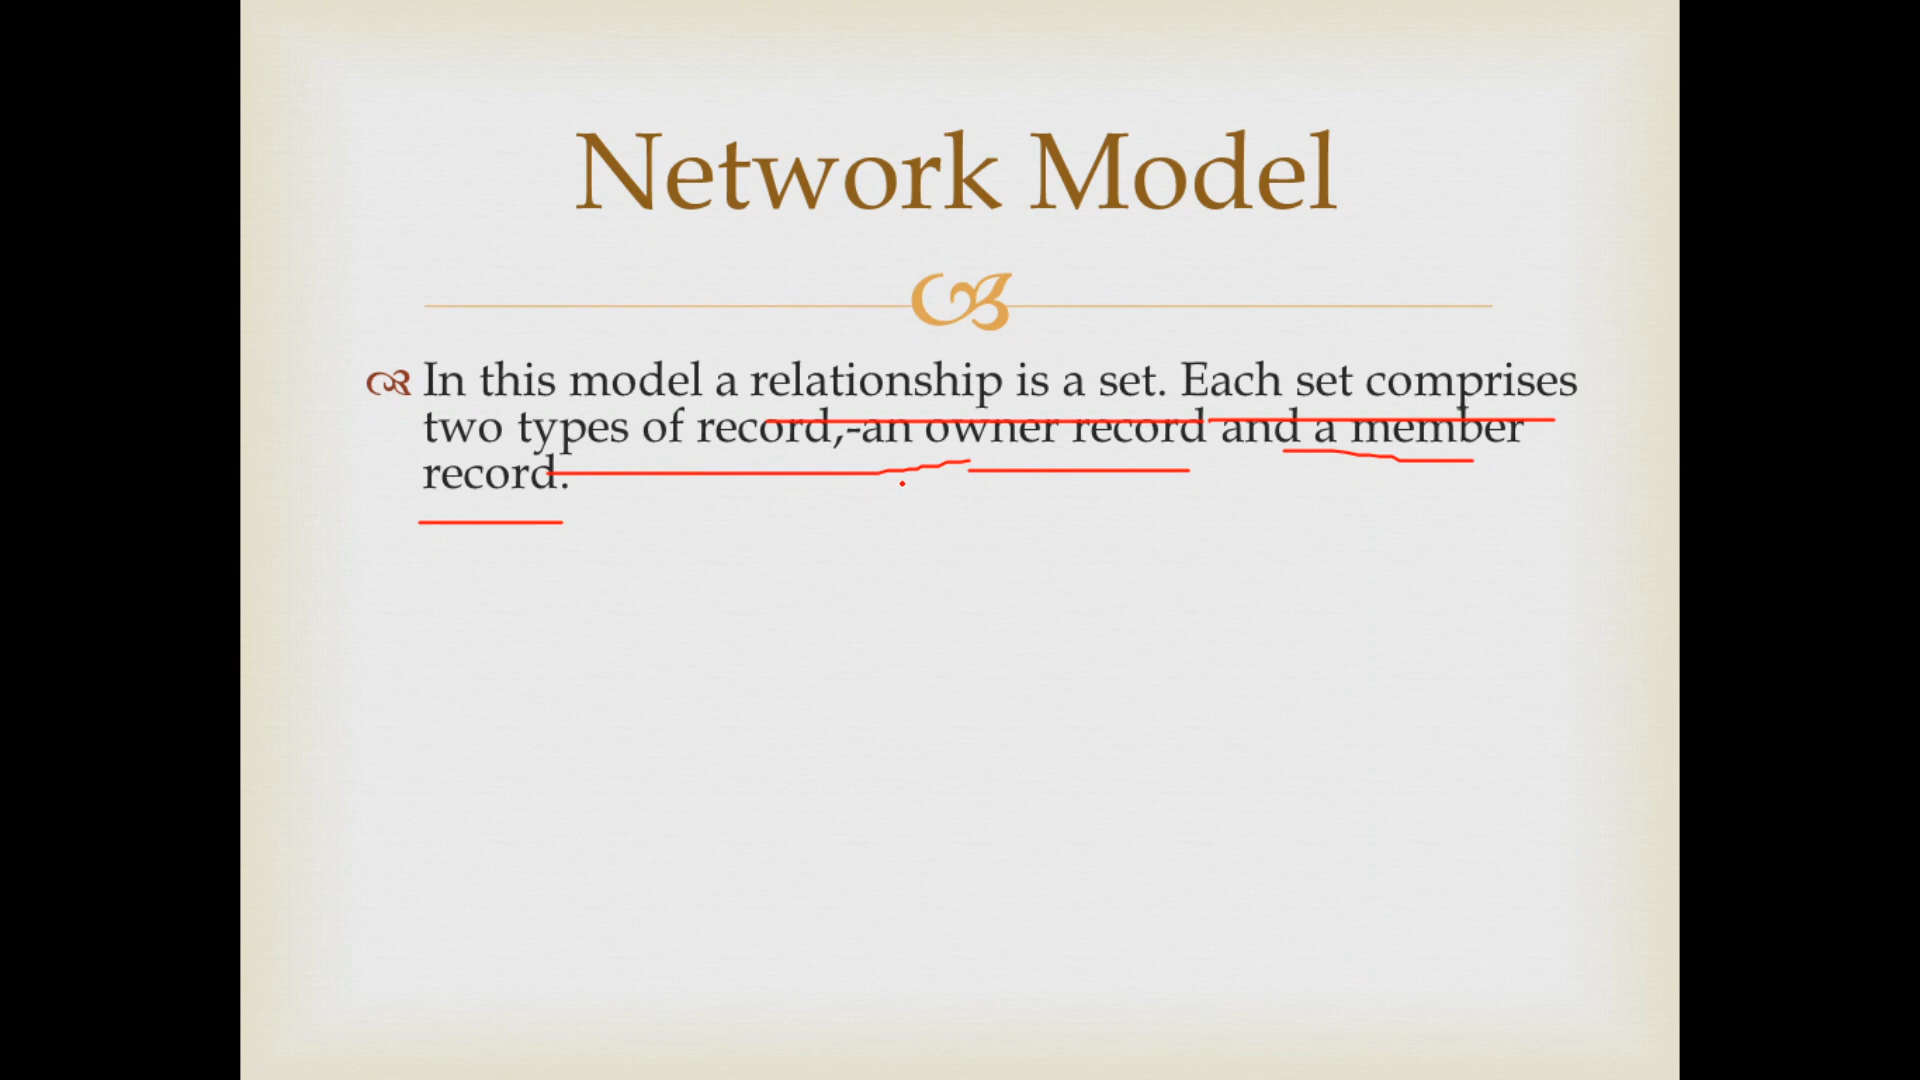 Network Model
In this model a relationship is a set. Each set comprises
two types of record,-an owner record and a member
record.